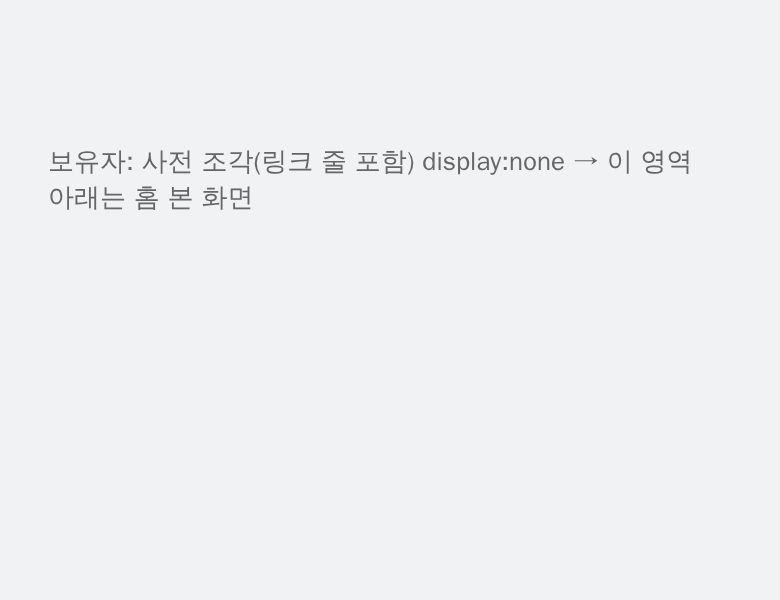 보유자: 사전 조각(링크 줄 포함) display:none → 이 영역
아래는 홈 본 화면